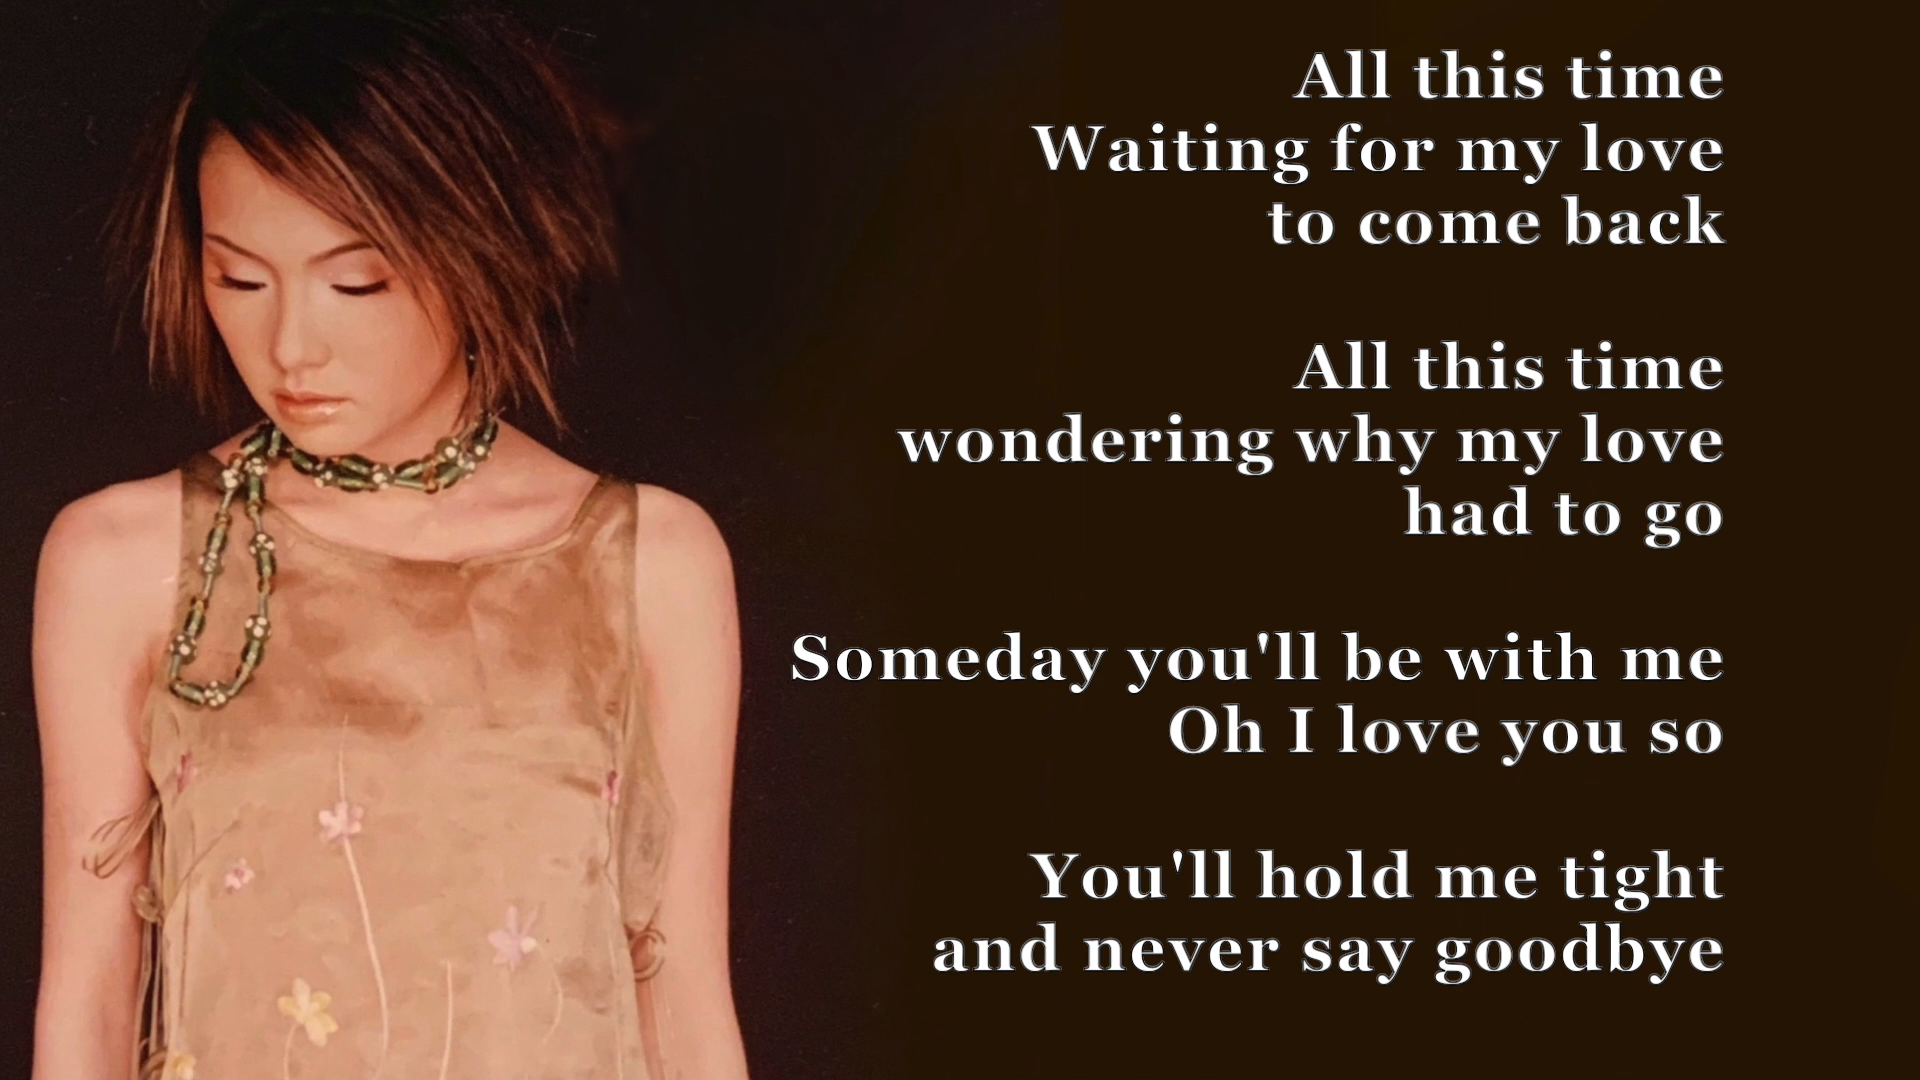 All this time
Waiting for my love
to come back
All this time
wondering why my love
had to go
Someday you'll be with me
Oh I love you so
You'll hold me tight
and never say goodbye